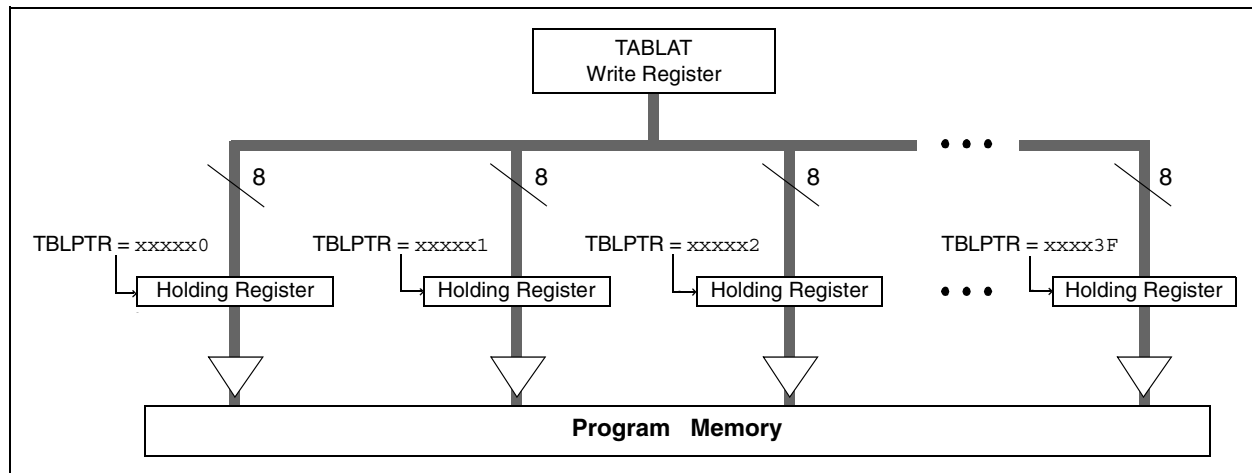 TABLAT
Write Register
8
8
8
8
TBLPTR = xxxxx0
TBLPTR = xxxxx1
TBLPTR = xxxxx2
TBLPTR = xxxx3F
Holding Register
Holding Register
Holding Register
Holding Register
Program Memory